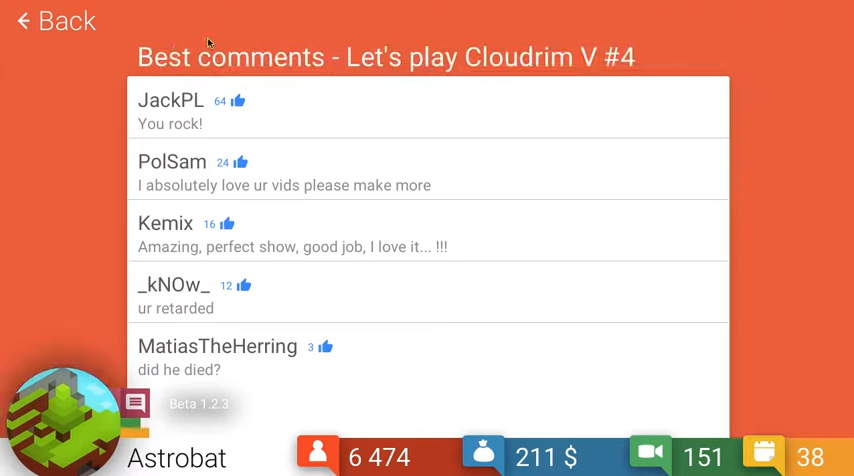 Back
Best comments - Let's play Cloudrim V #4
JackPL 64
You rock!
PolSam 24
I absolutely love ur vids please make more
Kemix 16
Amazing, perfect show, good job, I love it... !!!
_kNOw_ 12
ur retarded
MatiasTheHerring 3
did he died?
Beta 1.2.3
Astrobat 6 474 211 $ 151 38